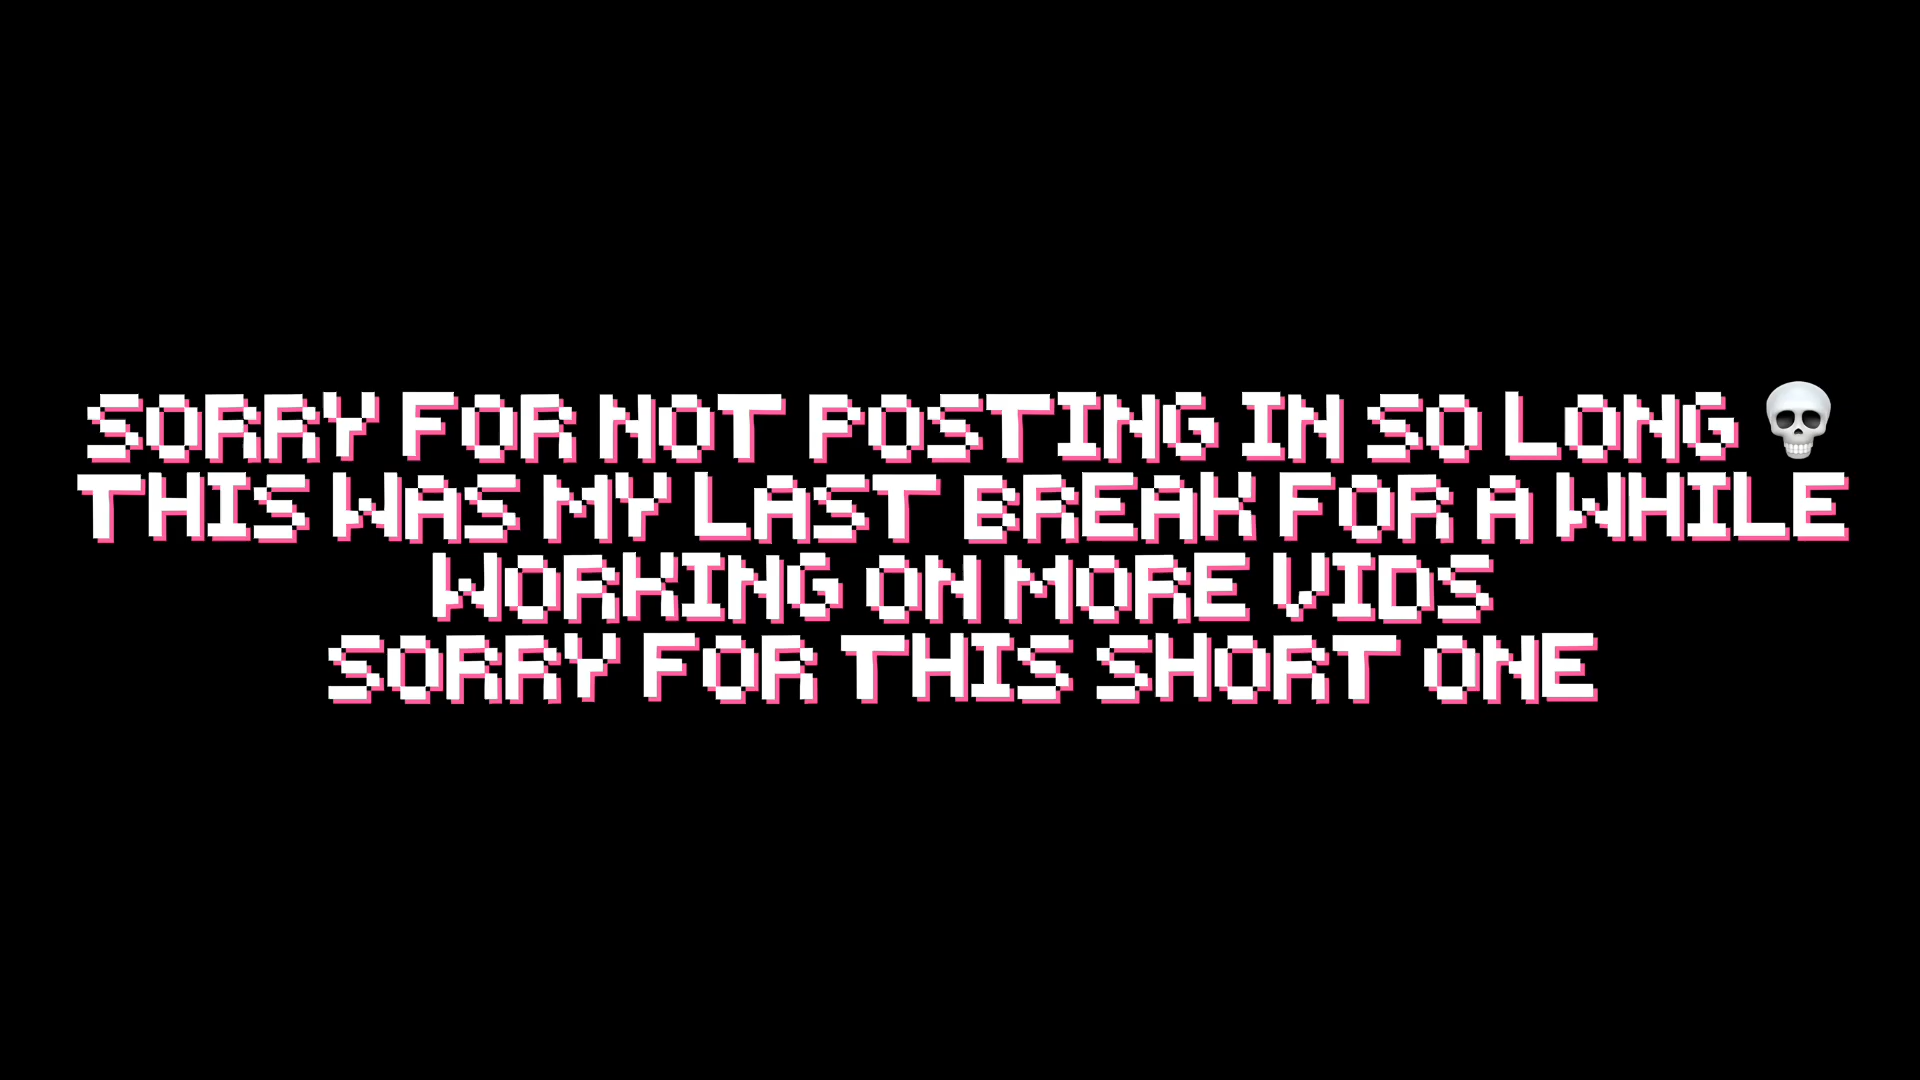 SORRY FOR NOT POSTING IN SO LONG 💀
THIS WAS MY LAST BREAK FOR A WHILE
WORKING ON MORE VIDS
SORRY FOR THIS SHORT ONE